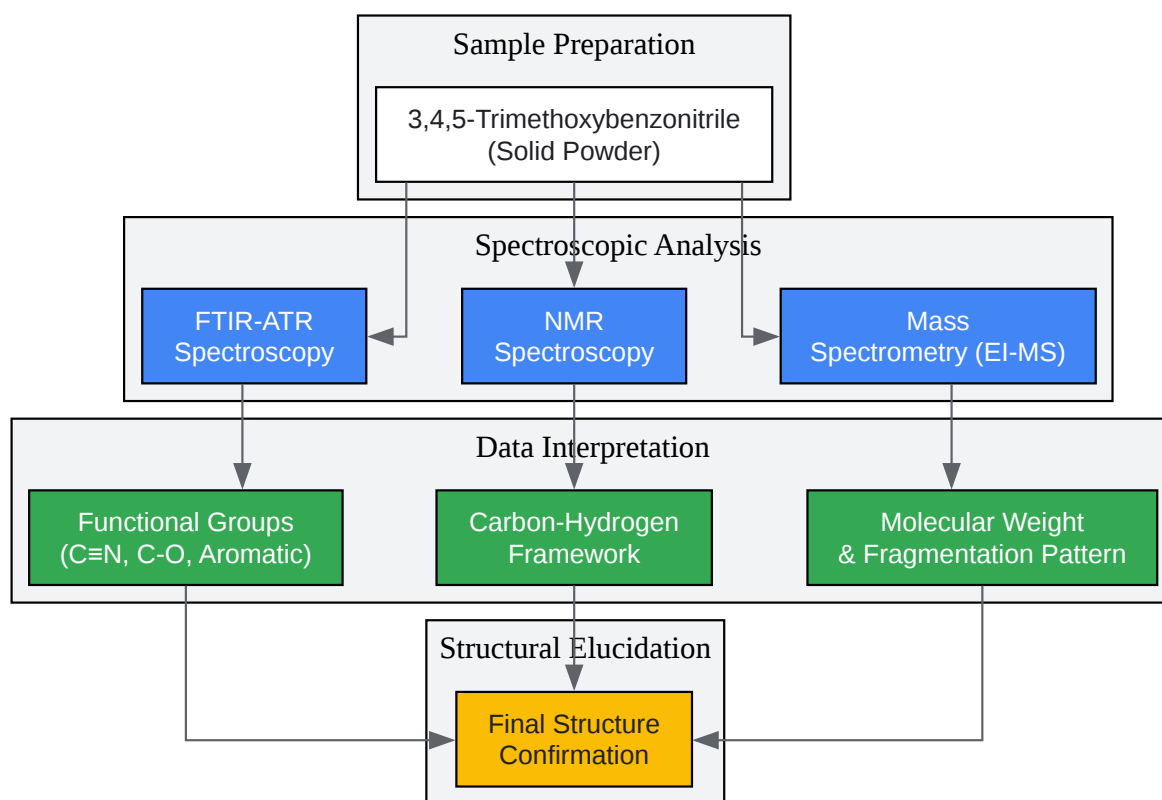 Sample Preparation
3,4,5-Trimethoxybenzonitrile
(Solid Powder)
Spectroscopic Analysis
FTIR-ATR
Spectroscopy
NMR
Spectroscopy
Mass
Spectrometry (EI-MS)
Data Interpretation
Functional Groups
(C≡N, C-O, Aromatic)
Carbon-Hydrogen
Framework
Molecular Weight
& Fragmentation Pattern
Structural Elucidation
Final Structure
Confirmation